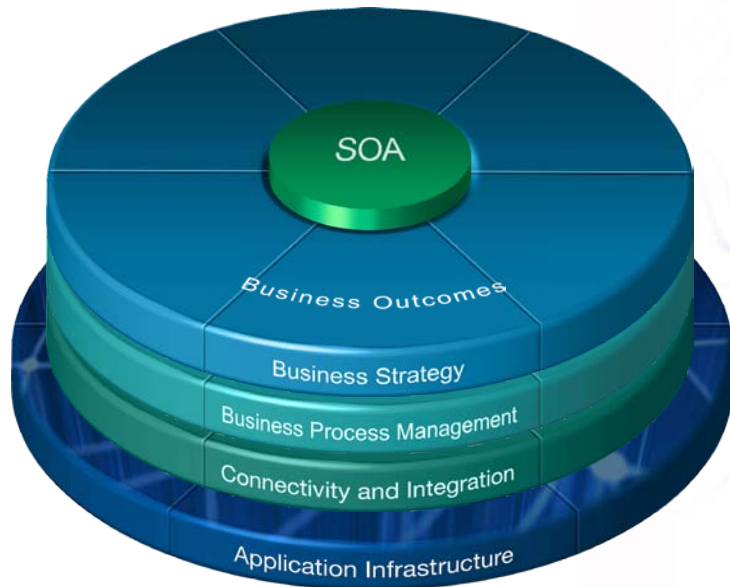 SOA
Business Outcomes
Business Strategy
Business Process Management
Connectivity and Integration
Application Infrastructure